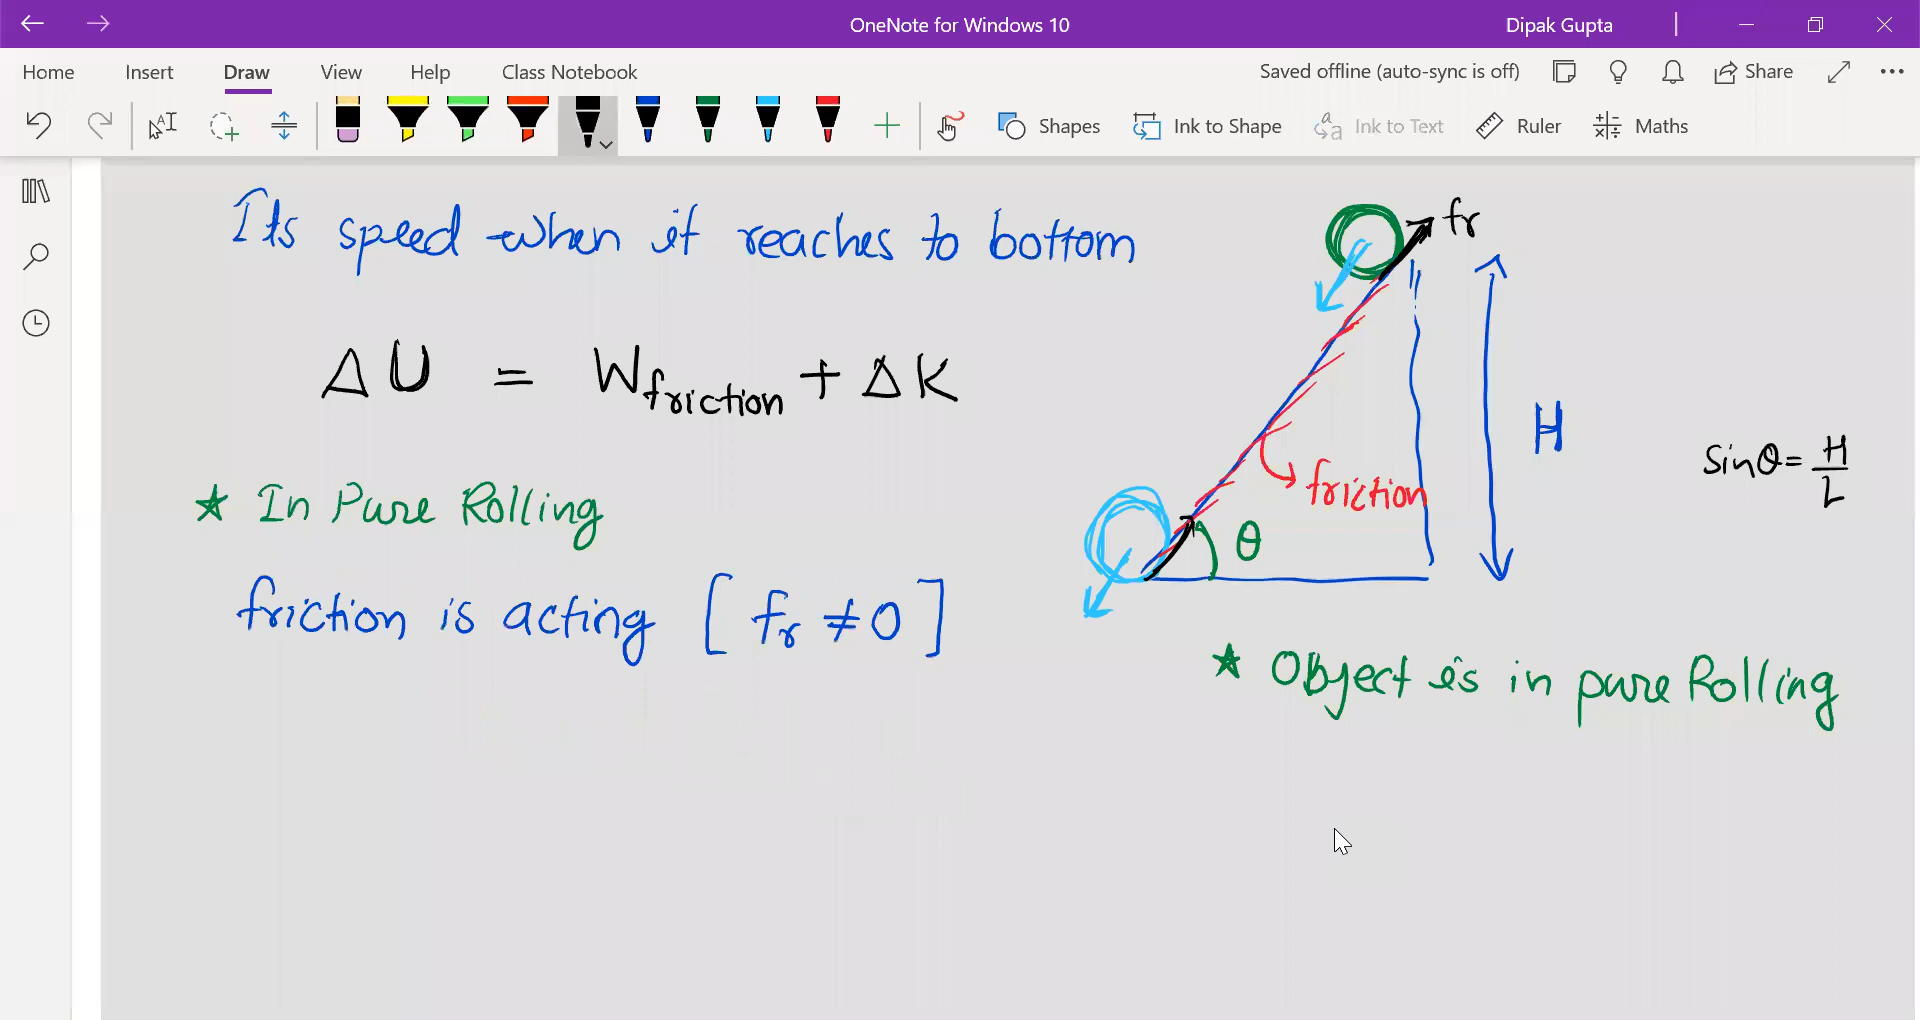 OneNote for Windows 10
Dipak Gupta
Home Insert Draw View Help Class Notebook
Saved offline (auto-sync is off) Share
Shapes Ink to Shape Ink to Text Ruler Maths
Its speed when it reaches to bottom
ΔU = Wfriction + ΔK
★ In Pure Rolling
friction is acting [ fr ≠ 0 ]
fr
H
friction
θ
Sinθ = H/L
★ Object is in pure Rolling